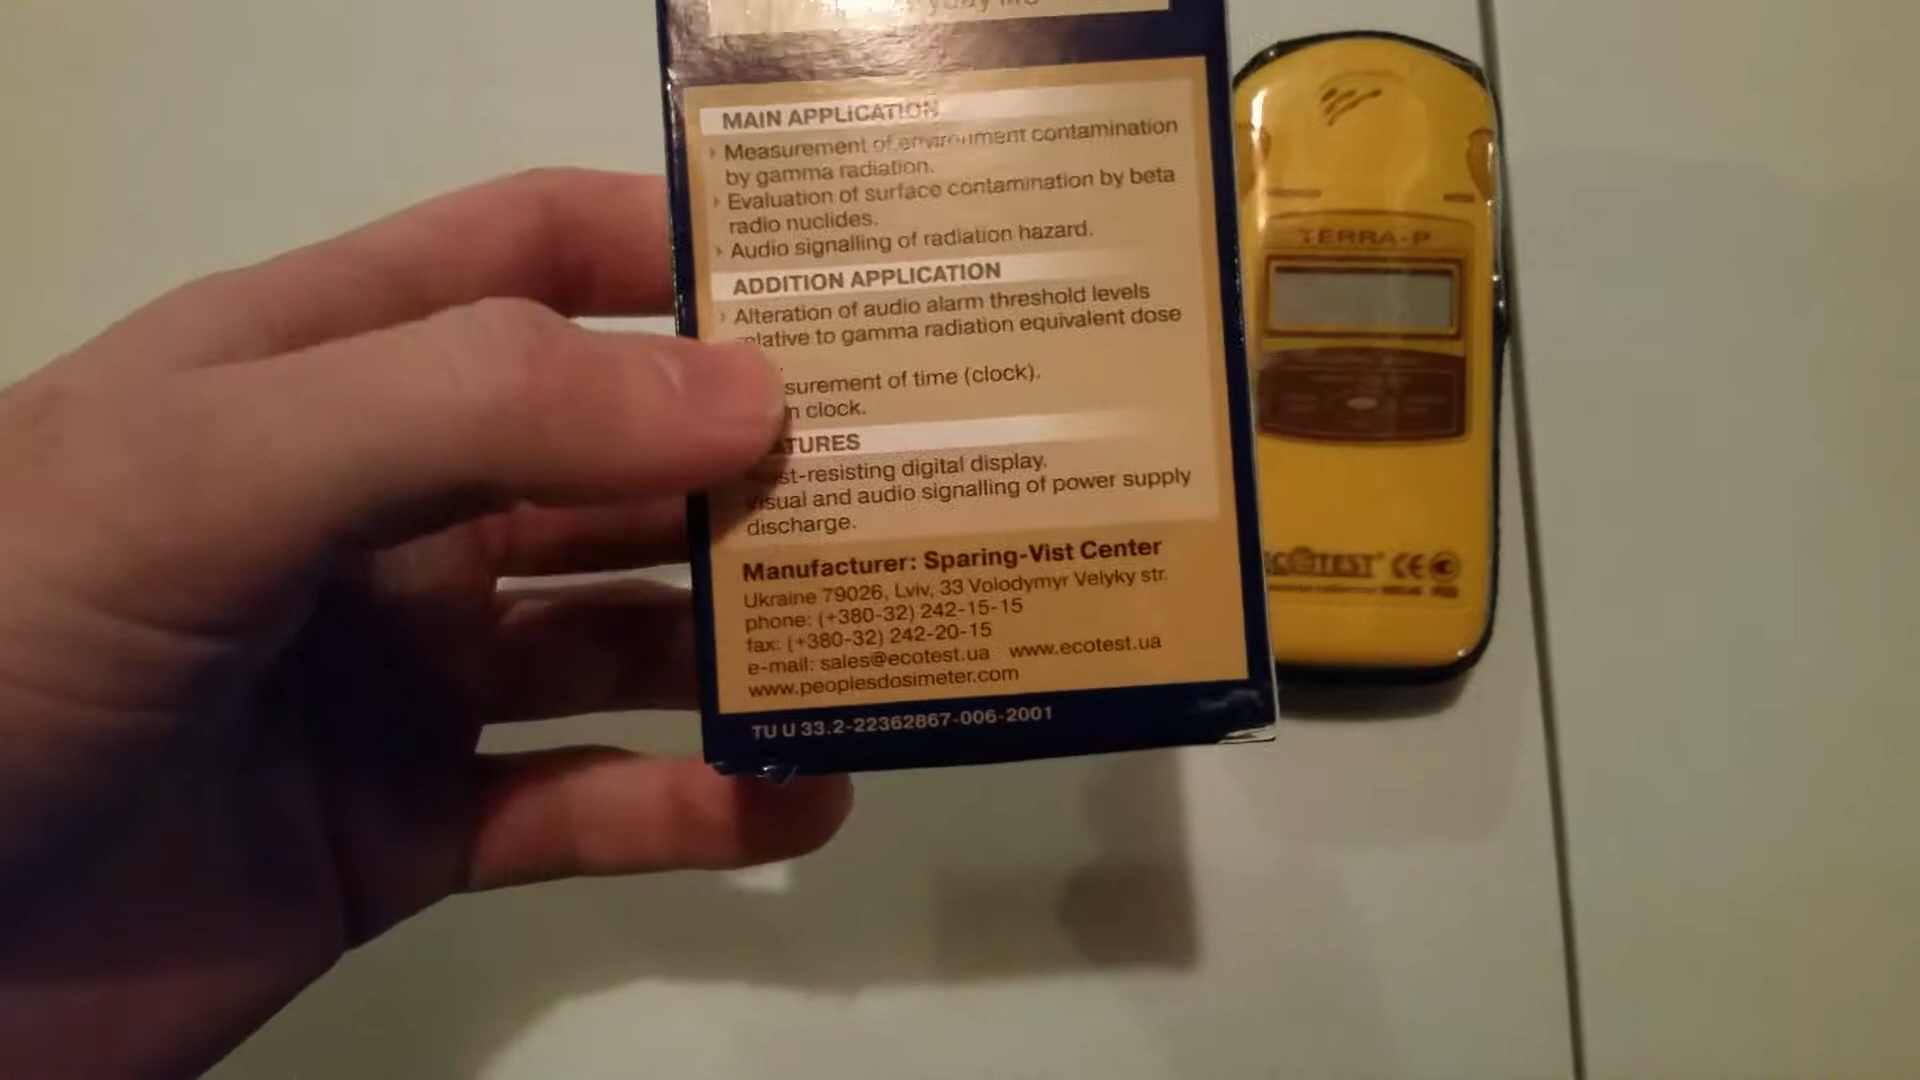 MAIN APPLICATION
Measurement of environment contamination
by gamma radiation.
Evaluation of surface contamination by beta
radio nuclides.
Audio signalling of radiation hazard.
ADDITION APPLICATION
Alteration of audio alarm threshold levels
relative to gamma radiation equivalent dose
surement of time (clock).
clock.
TURES
st-resisting digital display.
visual and audio signalling of power supply
discharge.
Manufacturer: Sparing-Vist Center
Ukraine 79026, Lviv, 33 Volodymyr Velyky str.
phone: (+380-32) 242-15-15
fax: (+380-32) 242-20-15
e-mail: sales@ecotest.ua www.ecotest.ua
www.peoplesdosimeter.com
TU U 33.2-22362867-006-2001
TERRA-P
ECOTEST CE